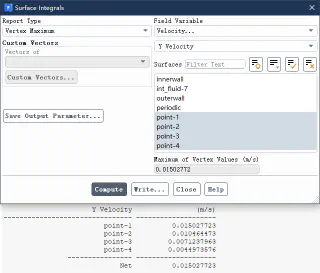 Surface Integrals
Report Type
Field Variable
Vertex Maximum
Velocity...
Custom Vectors
Y Velocity
Vectors of
Surfaces Filter Text
Custom Vectors...
innerwall
int_fluid-7
outerwall
periodic
point-1
point-2
point-3
point-4
Save Output Parameter...
Maximum of Vertex Values (m/s)
0.01502772
Compute Write... Close Help
Y Velocity (m/s)
point-1 0.015027723
point-2 0.010464473
point-3 0.0071237963
point-4 0.0044973576
Net 0.015027723